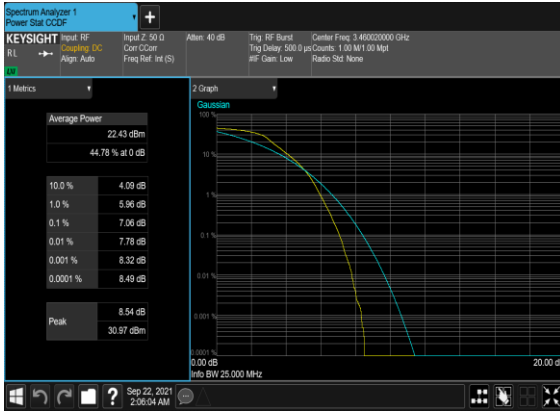 Spectrum Analyzer 1
Power Stat CCDF
KEYSIGHT
RL
Input: RF
Coupling: DC
Align: Auto
Input Z: 50 Ω
Corr CCorr
Freq Ref: Int (S)
Atten: 40 dB
Trig: RF Burst
Trig Delay: 500.0 µs
#IF Gain: Low
Center Freq: 3.460020000 GHz
Counts: 1.00 M/1.00 Mpt
Radio Std: None
1 Metrics
Average Power
22.43 dBm
44.78 % at 0 dB
10.0 % 4.09 dB
1.0 % 5.96 dB
0.1 % 7.06 dB
0.01 % 7.78 dB
0.001 % 8.32 dB
0.0001 % 8.49 dB
Peak
8.54 dB
30.97 dBm
2 Graph
Gaussian
100 %
10 %
1 %
0.1 %
0.01 %
0.001 %
0.0001 %
0.00 dB
20.00 d
Info BW 25.000 MHz
?
Sep 22, 2021
2:06:04 AM